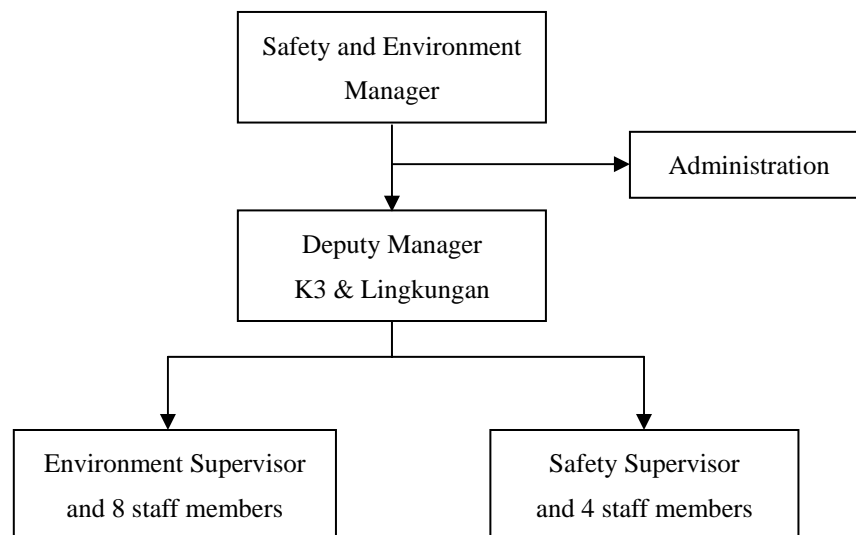 Safety and Environment
Manager
Administration
Deputy Manager
K3 & Lingkungan
Environment Supervisor
and 8 staff members
Safety Supervisor
and 4 staff members